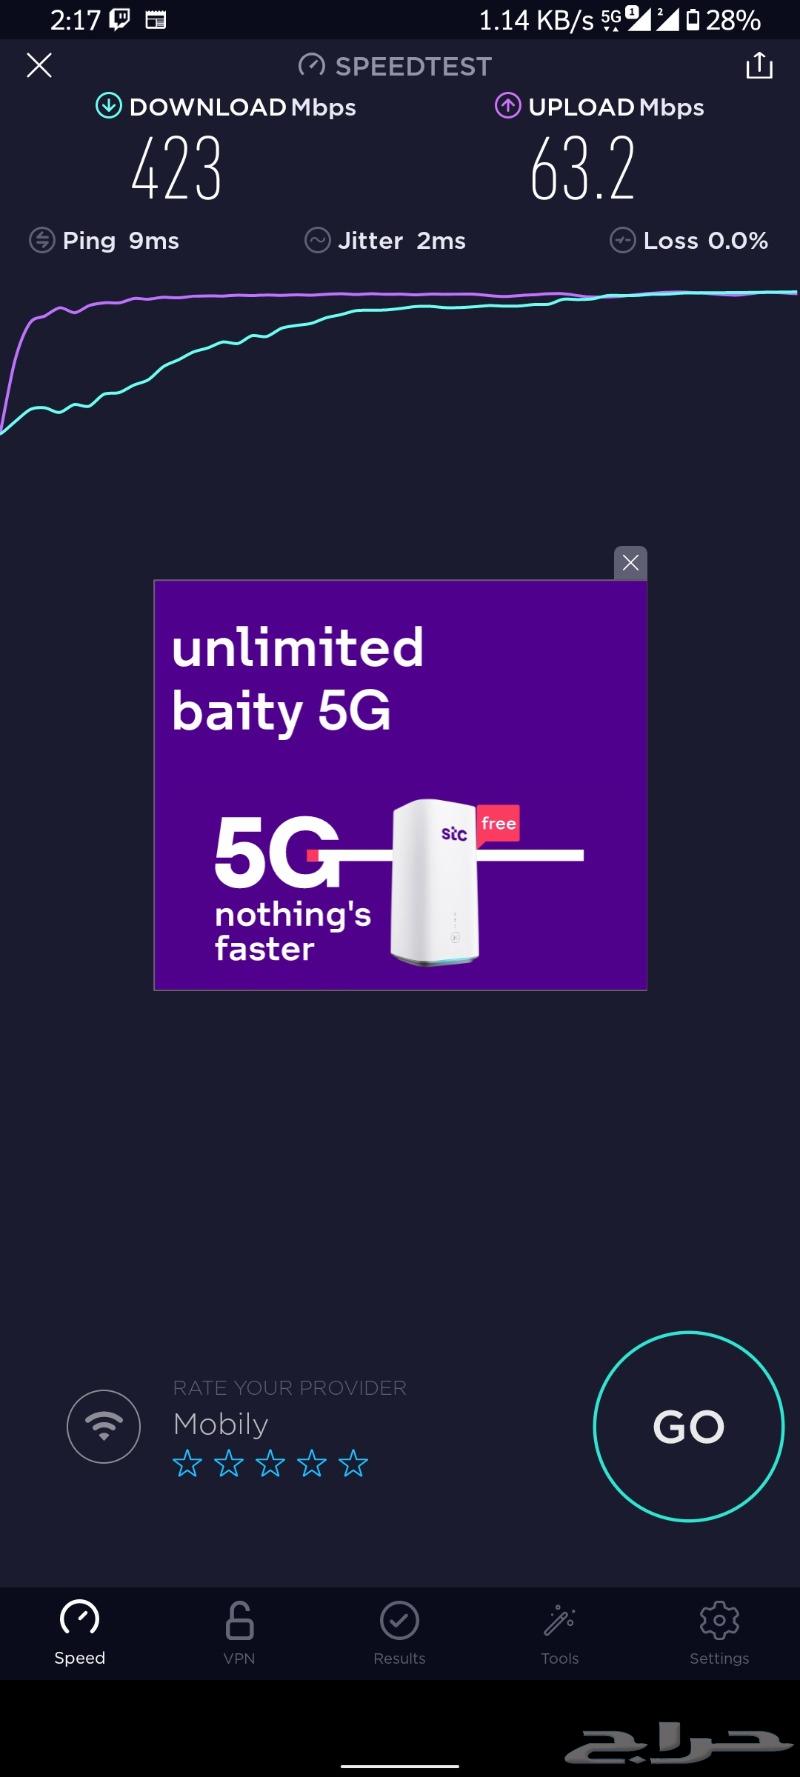 2:17 1.14 KB/s 5G 1 2 28%
SPEEDTEST
DOWNLOAD Mbps UPLOAD Mbps
423 63.2
Ping 9ms Jitter 2ms Loss 0.0%
unlimited
baity 5G
5G
stc
free
nothing's
faster
RATE YOUR PROVIDER
Mobily
GO
Speed VPN Results Tools Settings
حراج